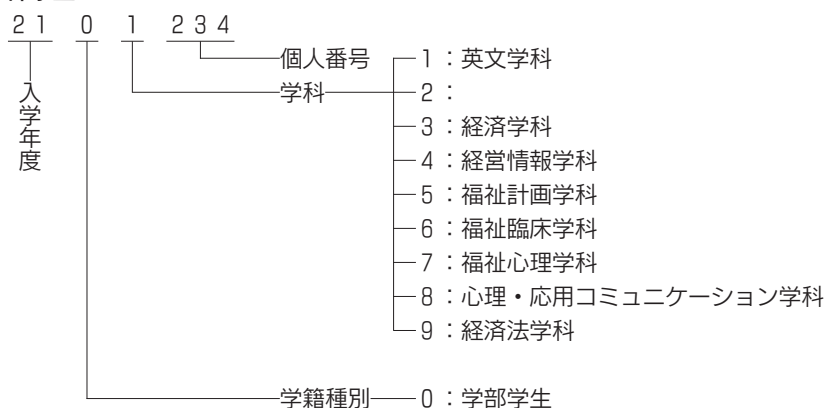 21 0 1 234
個人番号
学科
1：英文学科
2：
3：経済学科
4：経営情報学科
5：福祉計画学科
6：福祉臨床学科
7：福祉心理学科
8：心理・応用コミュニケーション学科
9：経済法学科
入学年度
学籍種別
0：学部学生